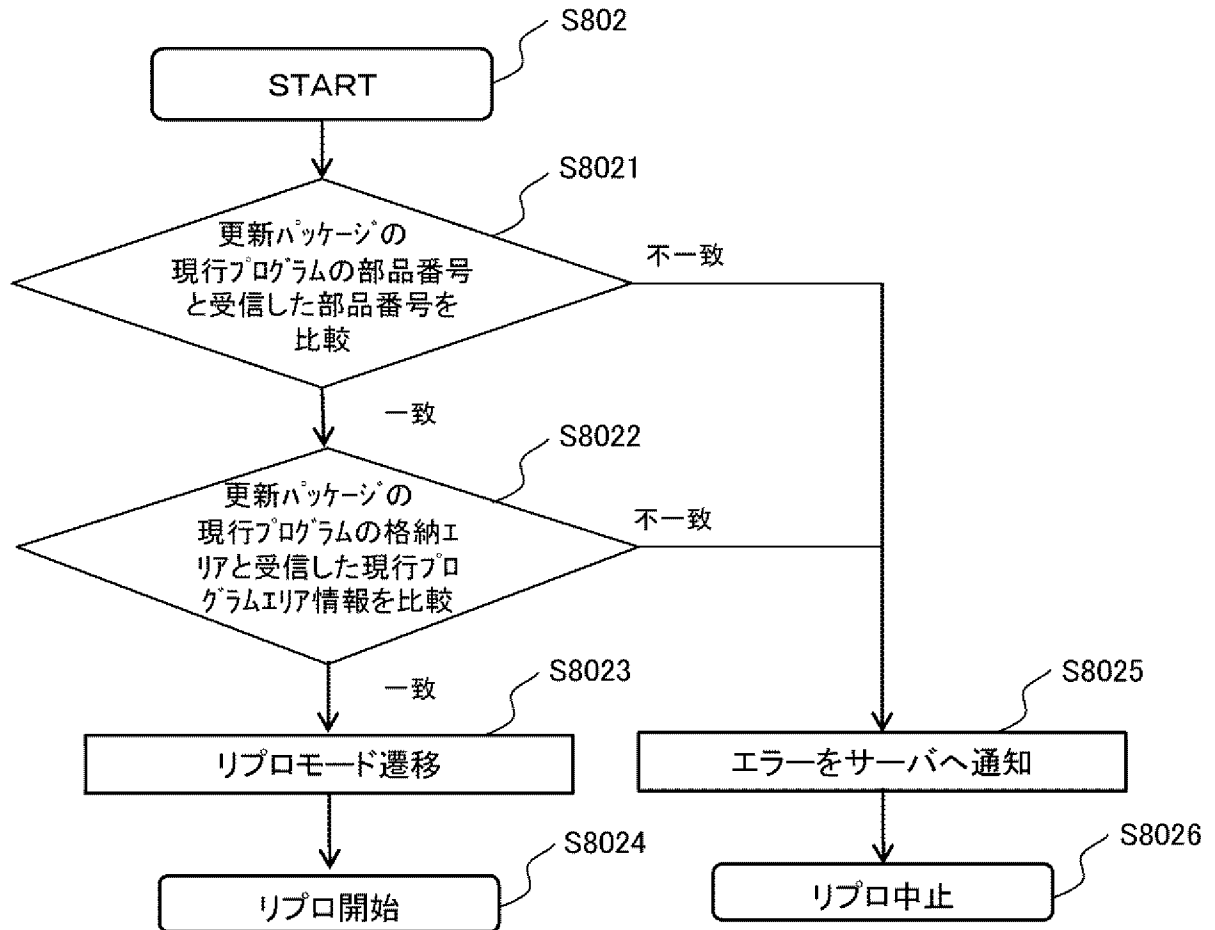 S802
START
S8021
更新ﾊﾟｯｹｰｼﾞの
現行ﾌﾟﾛｸﾞﾗﾑの部品番号
と受信した部品番号を
比較
不一致
一致
S8022
更新ﾊﾟｯｹｰｼﾞの
現行ﾌﾟﾛｸﾞﾗﾑの格納ｴ
ﾘｱと受信した現行ﾌﾟﾛ
ｸﾞﾗﾑｴﾘｱ情報を比較
不一致
一致
S8023
リプロモード遷移
S8025
エラーをサーバへ通知
S8024
リプロ開始
S8026
リプロ中止